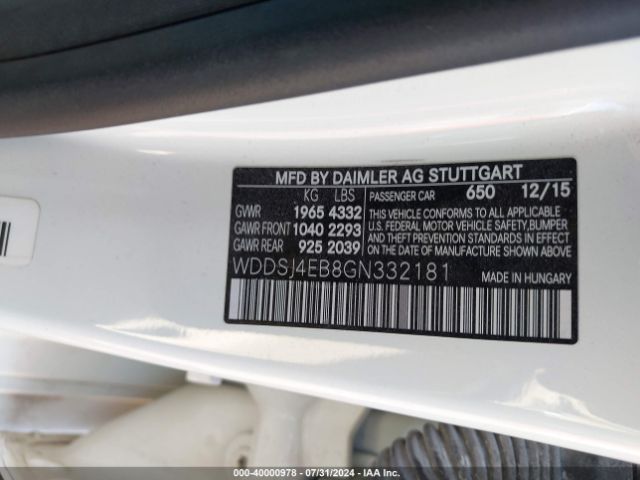 MFD BY DAIMLER AG STUTTGART
KG LBS
GVWR 1965 4332
GAWR FRONT 1040 2293
GAWR REAR 925 2039
PASSENGER CAR 650 12/15
THIS VEHICLE CONFORMS TO ALL APPLICABLE
U.S. FEDERAL MOTOR VEHICLE SAFETY,BUMPER
AND THEFT PREVENTION STANDARDS IN
EFFECT ON THE DATE OF
MANUFACTURE SHOWN ABOVE.
WDDSJ4EB8GN332181
MADE IN HUNGARY
000-40000978 - 07/31/2024 - IAA Inc.